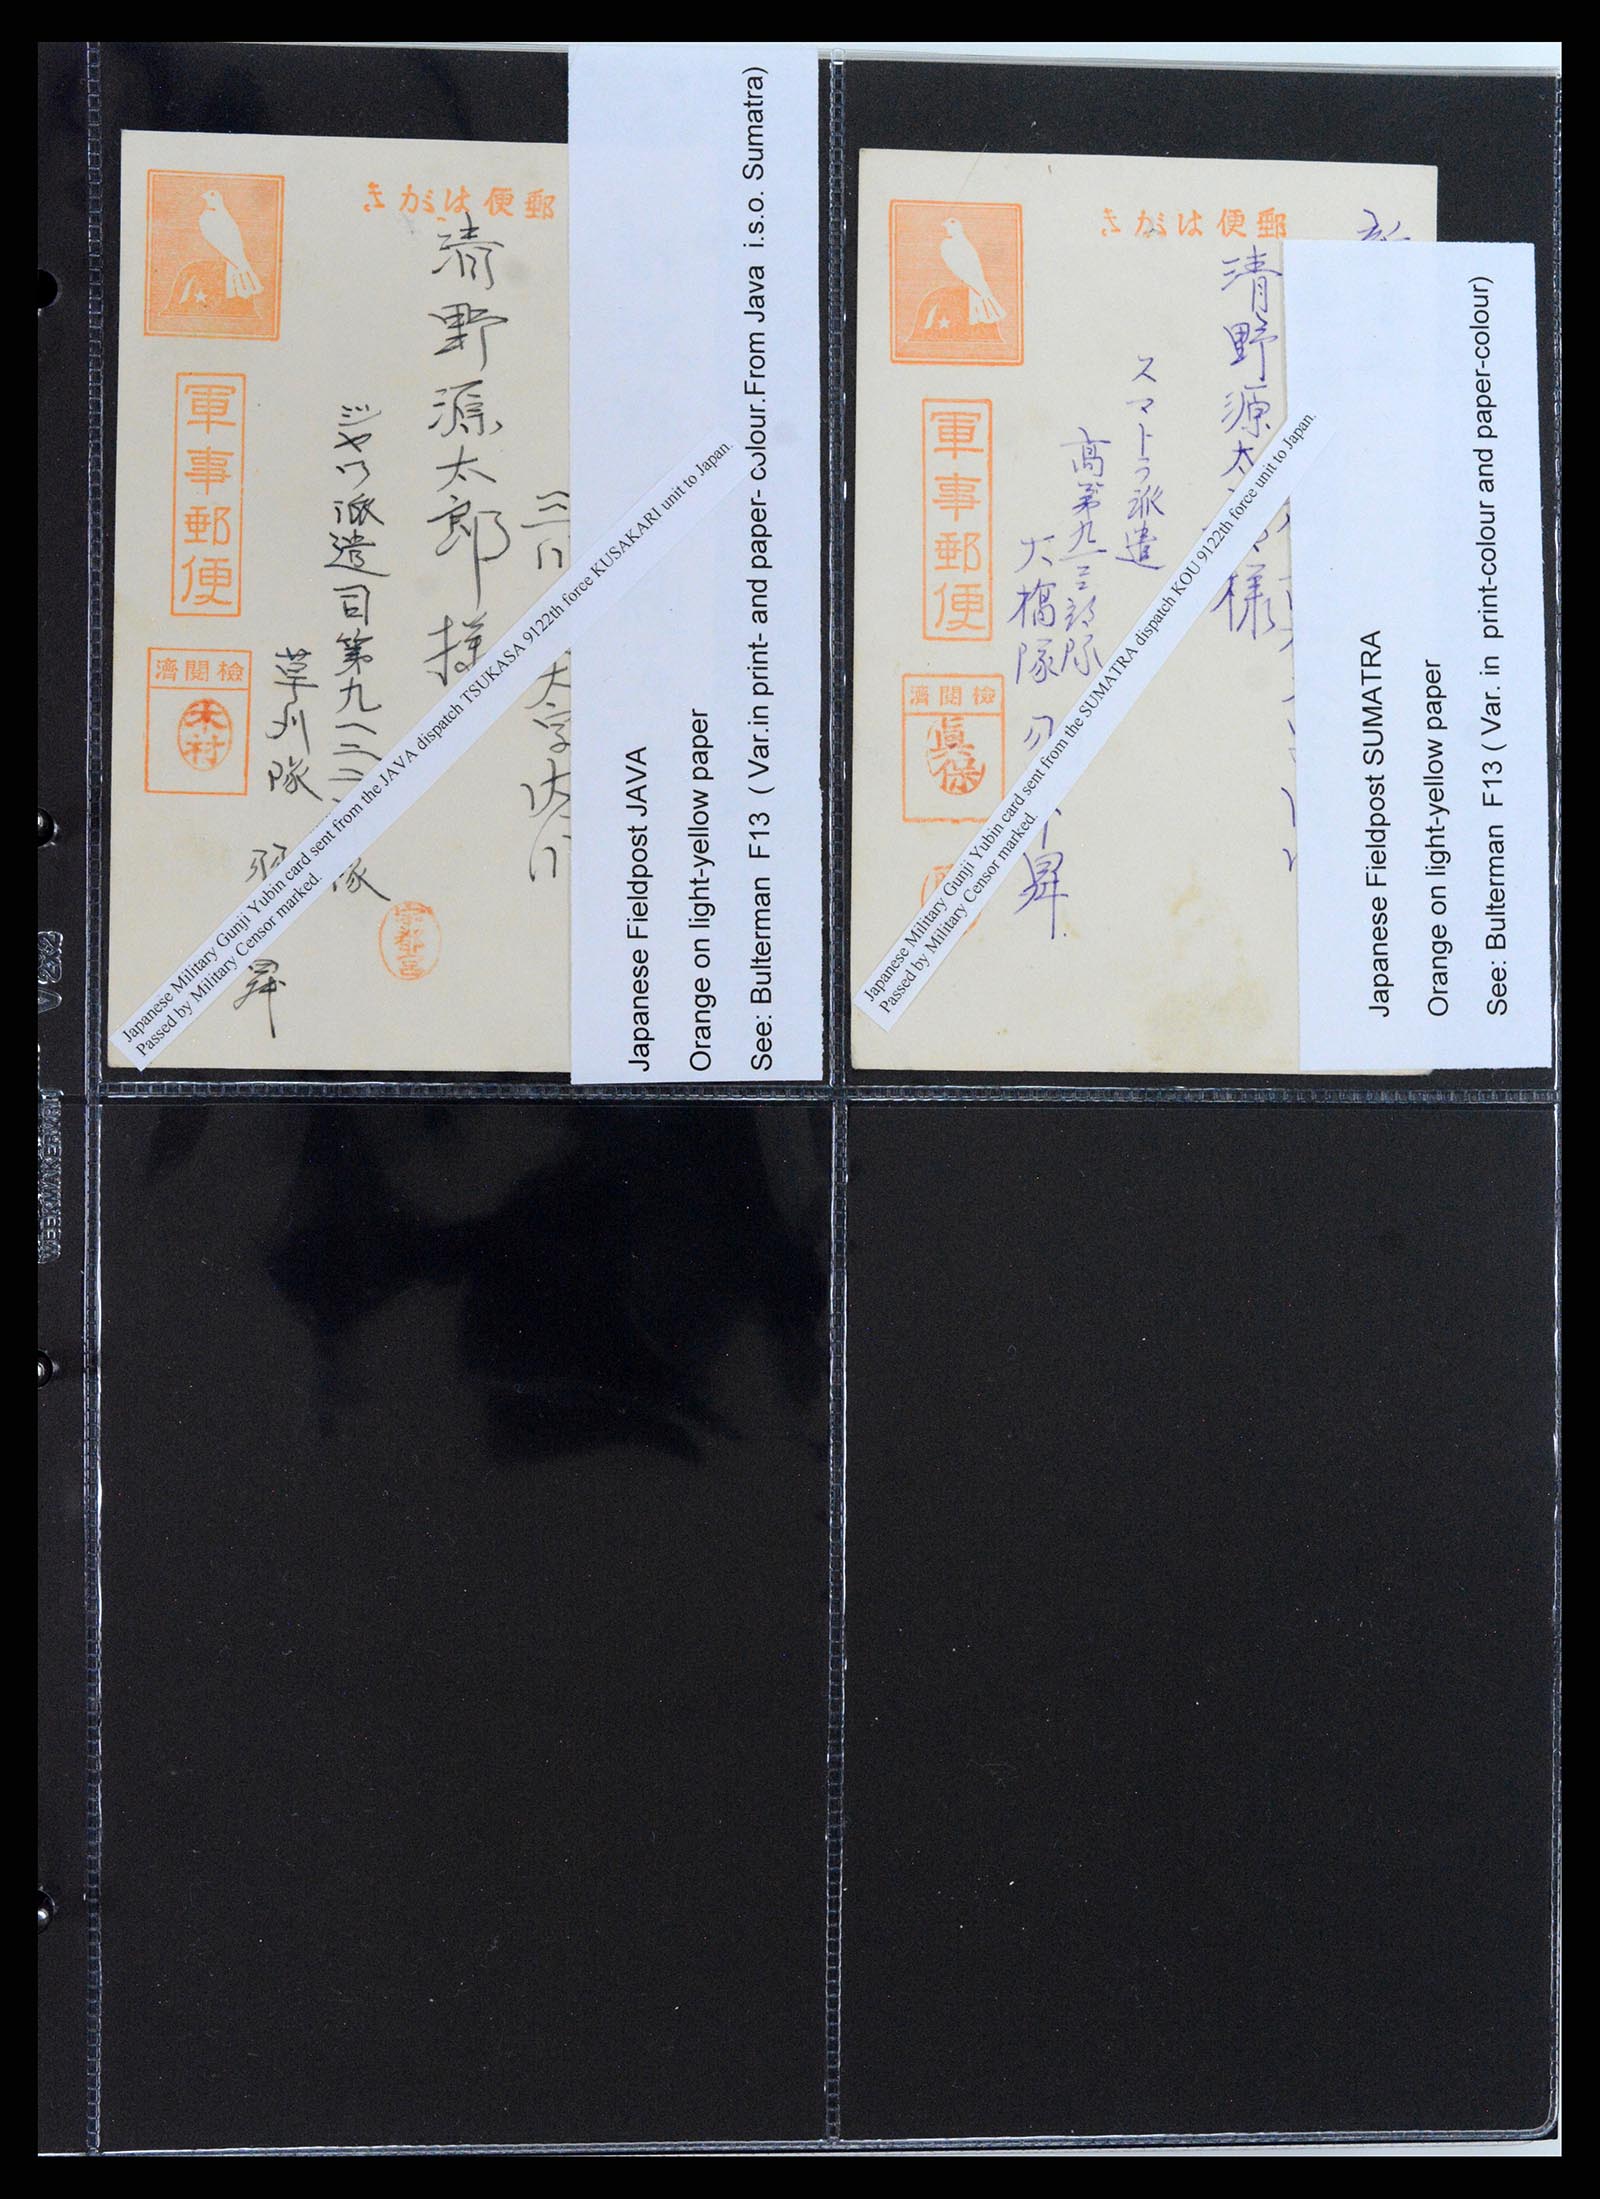 郵便はがき
清野源太郎様
ジャワ派遣司第九一二二
草刈隊
昇
軍事郵便
檢閲濟
木村
Japanese Military Gunji Yubin card sent from the JAVA dispatch TSUKASA 9122th force KUSAKARI unit to Japan.
Passed by Military Censor marked.
Japanese Fieldpost JAVA
Orange on light-yellow paper
See: Bulterman F13 ( Var.in print- and paper- colour.From Java i.s.o. Sumatra)
郵便はがき
清野源太
様
スマトラ派遣
高第九一二二部隊
大橋隊
昇
軍事郵便
檢閲濟
眞保
Japanese Military Gunji Yubin card sent from the SUMATRA dispatch KOU 9122th force unit to Japan.
Passed by Military Censor marked.
Japanese Fieldpost SUMATRA
Orange on light-yellow paper
See: Bulterman F13 ( Var. in print-colour and paper-colour)